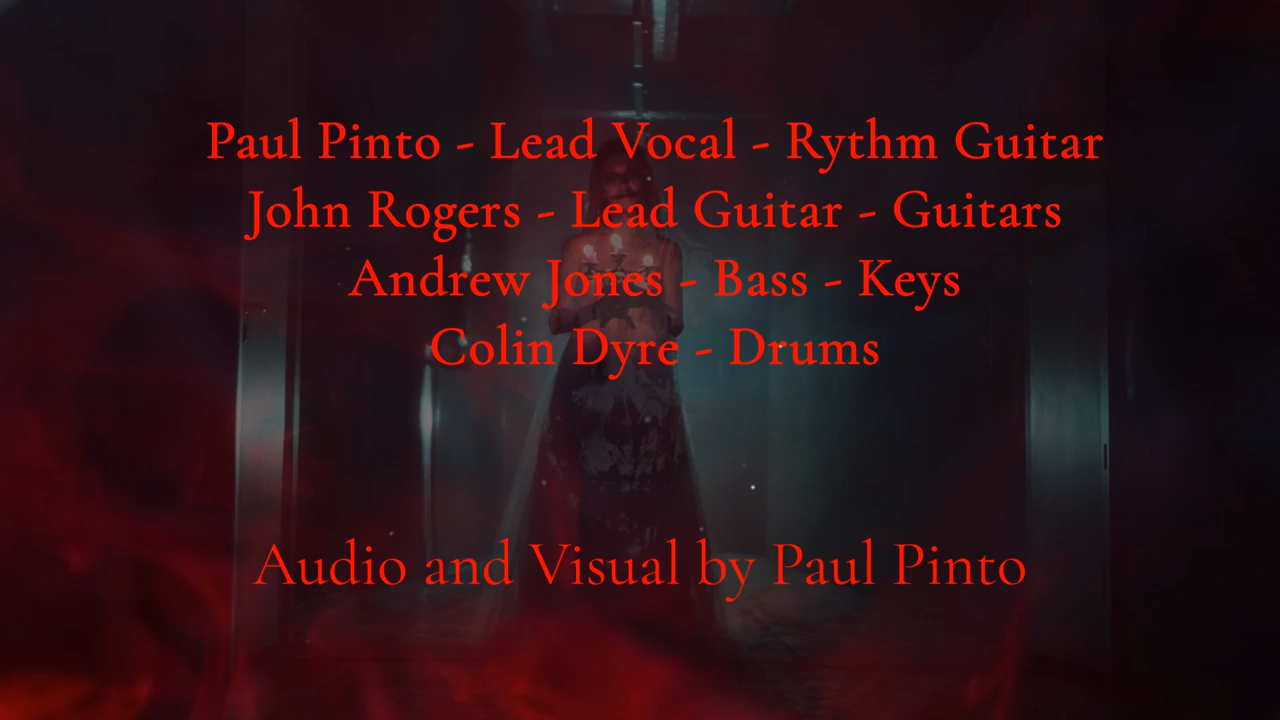 Paul Pinto - Lead Vocal - Rythm Guitar
John Rogers - Lead Guitar - Guitars
Andrew Jones - Bass - Keys
Colin Dyre - Drums
Audio and Visual by Paul Pinto